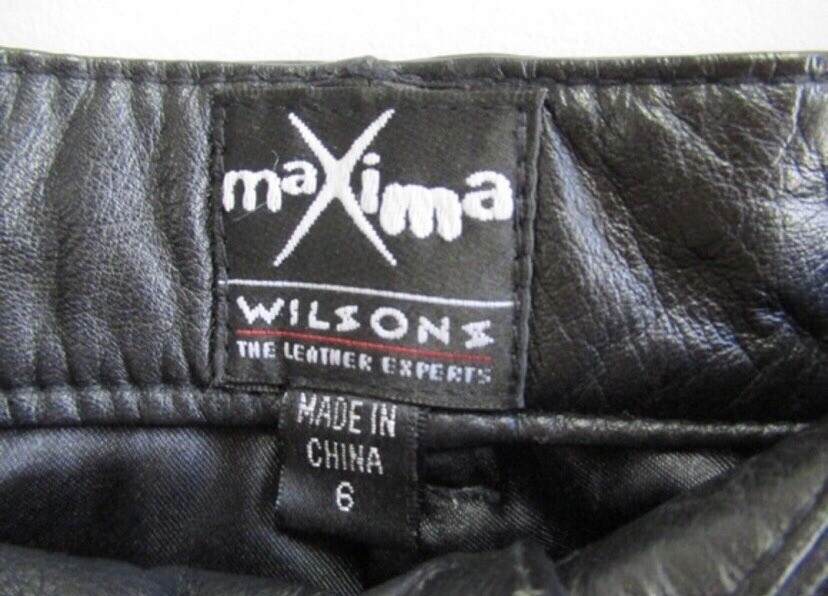 maXima
WILSONS
THE LEATHER EXPERTS
MADE IN
CHINA
6